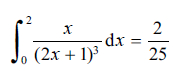 ∫₀² x / (2x + 1)³ dx = 2 / 25